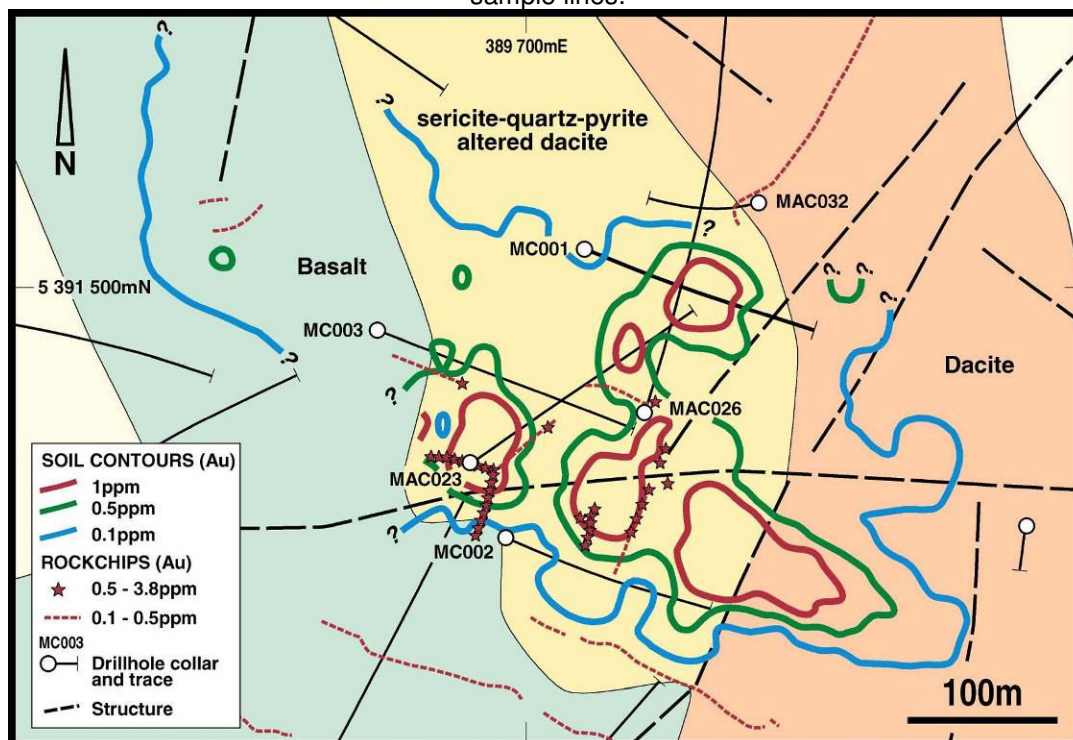 sample lines.
389 700mE
sericite-quartz-pyrite
altered dacite
N
MAC032
MC001
Basalt
5 391 500mN
MC003
Dacite
MAC026
MAC023
MC002
SOIL CONTOURS (Au)
1ppm
0.5ppm
0.1ppm
ROCKCHIPS (Au)
0.5 - 3.8ppm
0.1 - 0.5ppm
MC003
Drillhole collar
and trace
Structure
100m
?
?
?
?
?
?
?
?
?